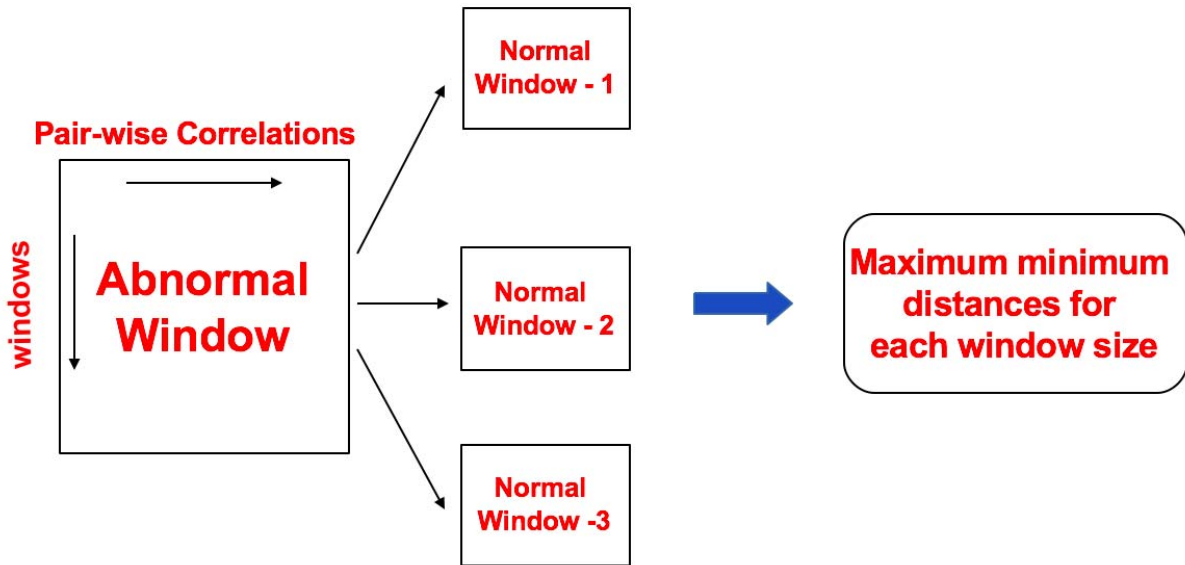 Pair-wise Correlations
windows
Abnormal
Window
Normal
Window - 1
Normal
Window - 2
Normal
Window -3
Maximum minimum
distances for
each window size